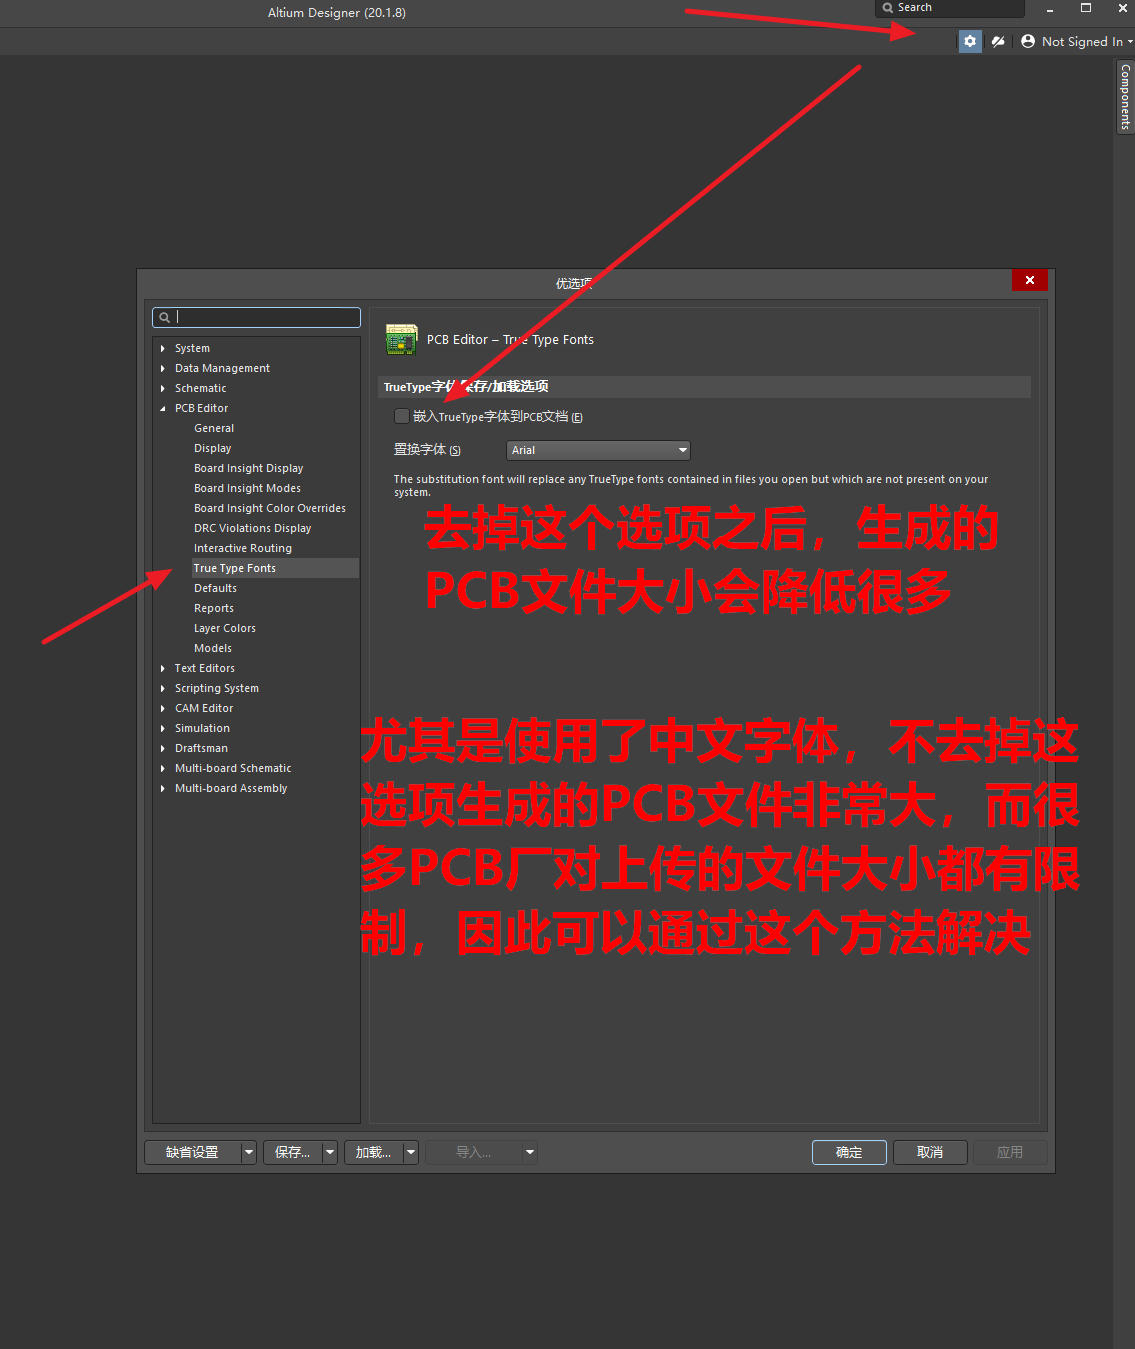 Altium Designer (20.1.8)
Search
Not Signed In
Components
优选项
System
Data Management
Schematic
PCB Editor
General
Display
Board Insight Display
Board Insight Modes
Board Insight Color Overrides
DRC Violations Display
Interactive Routing
True Type Fonts
Defaults
Reports
Layer Colors
Models
Text Editors
Scripting System
CAM Editor
Simulation
Draftsman
Multi-board Schematic
Multi-board Assembly
PCB Editor – True Type Fonts
TrueType字体保存/加载选项
嵌入TrueType字体到PCB文档 (E)
置换字体 (S)
Arial
The substitution font will replace any TrueType fonts contained in files you open but which are not present on your
system.
去掉这个选项之后，生成的
PCB文件大小会降低很多
尤其是使用了中文字体，不去掉这
选项生成的PCB文件非常大，而很
多PCB厂对上传的文件大小都有限
制，因此可以通过这个方法解决
缺省设置
保存...
加载...
导入...
确定
取消
应用